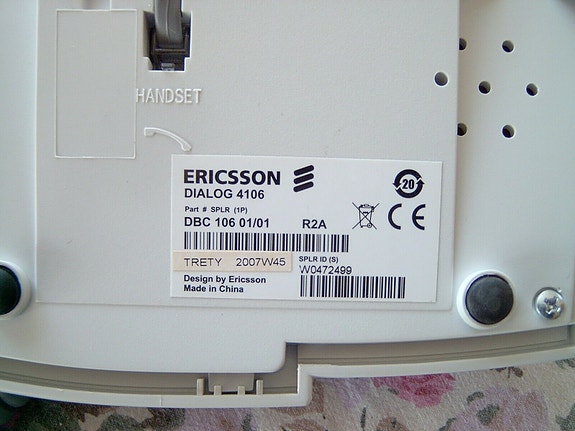 HANDSET
ERICSSON
DIALOG 4106
Part # SPLR (1P)
DBC 106 01/01 R2A
20
TRETY 2007W45
SPLR ID (S)
W0472499
Design by Ericsson
Made in China
CE